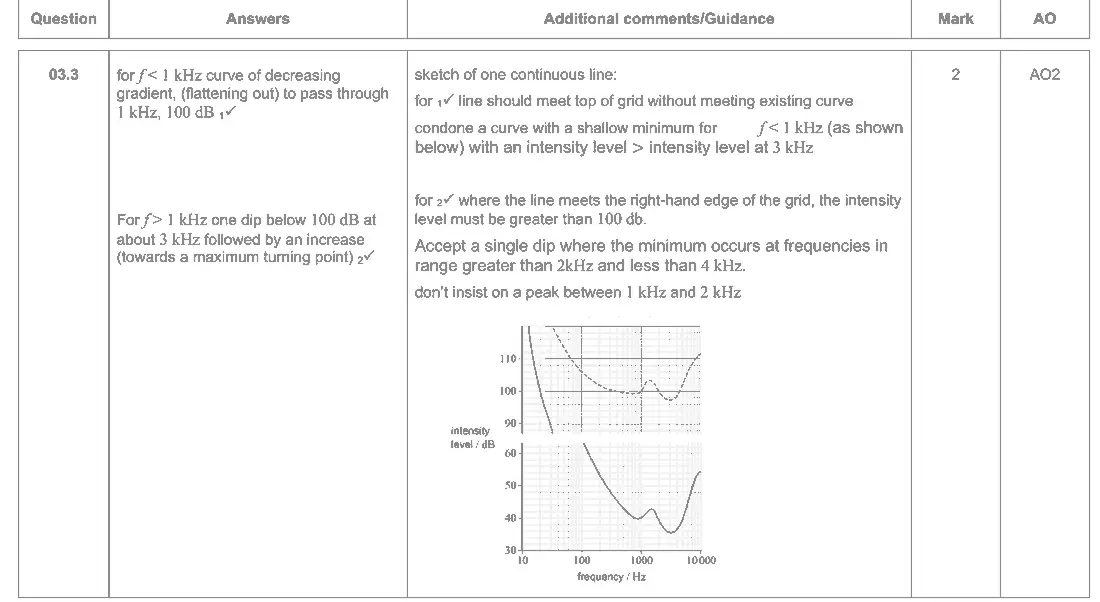 Question Answers Additional comments/Guidance Mark AO
03.3
for f < 1 kHz curve of decreasing
gradient, (flattening out) to pass through
1 kHz, 100 dB 1✓
For f > 1 kHz one dip below 100 dB at
about 3 kHz followed by an increase
(towards a maximum turning point) 2✓
sketch of one continuous line:
for 1✓ line should meet top of grid without meeting existing curve
condone a curve with a shallow minimum for f < 1 kHz (as shown
below) with an intensity level > intensity level at 3 kHz
for 2✓ where the line meets the right-hand edge of the grid, the intensity
level must be greater than 100 db.
Accept a single dip where the minimum occurs at frequencies in
range greater than 2kHz and less than 4 kHz.
don't insist on a peak between 1 kHz and 2 kHz
110
100
90
intensity
level / dB
60
50
40
30
10 100 1000 10000
frequency / Hz
2
AO2